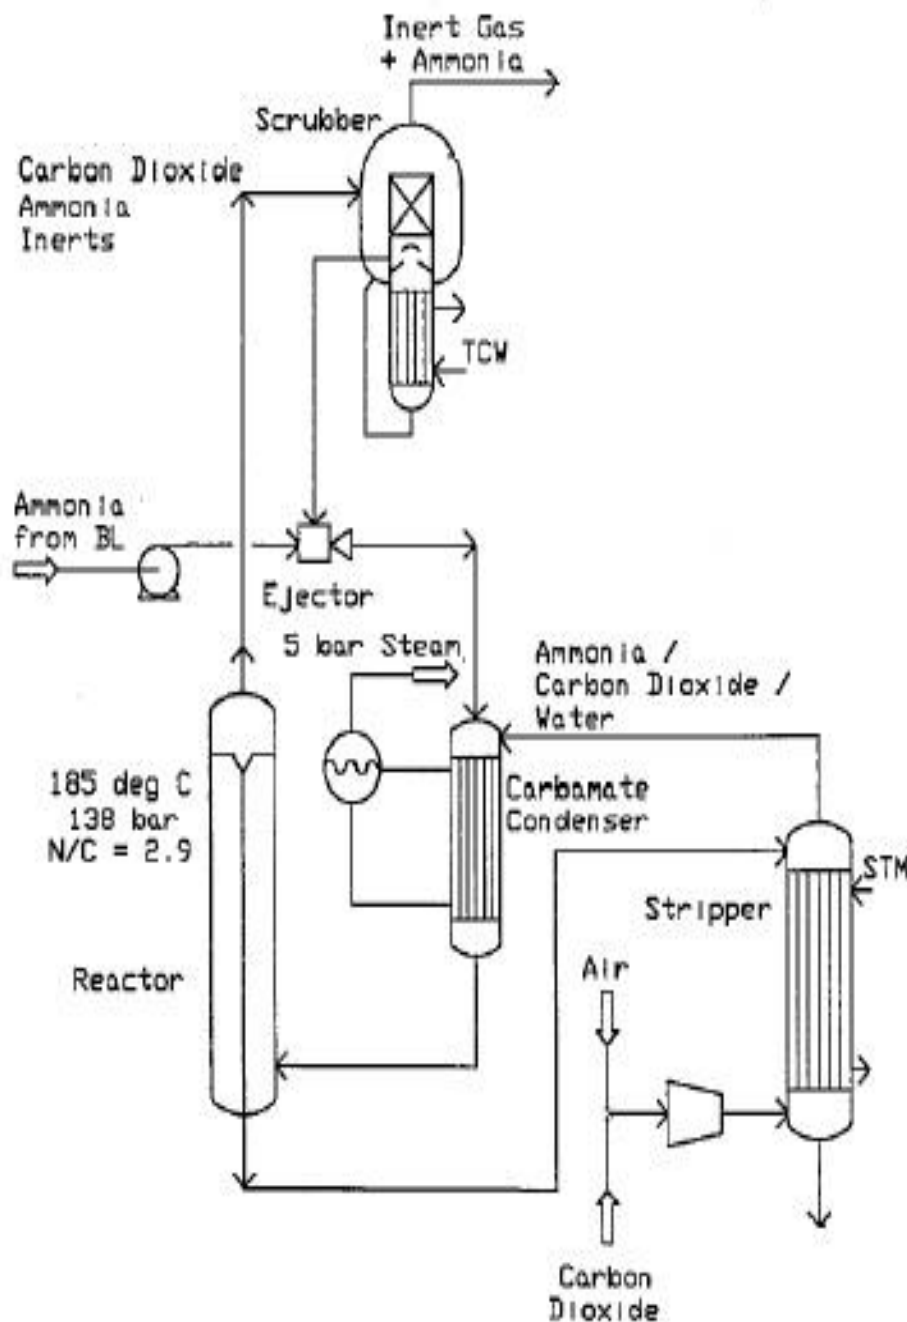 Inert Gas
+ Ammonia
Scrubber
Carbon Dioxide
Ammonia
Inerts
TCW
Ammonia
from BL
Ejector
5 bar Steam
Ammonia /
Carbon Dioxide /
Water
185 deg C
138 bar
N/C = 2.9
Carbamate
Condenser
STM
Stripper
Reactor
Air
Carbon
Dioxide